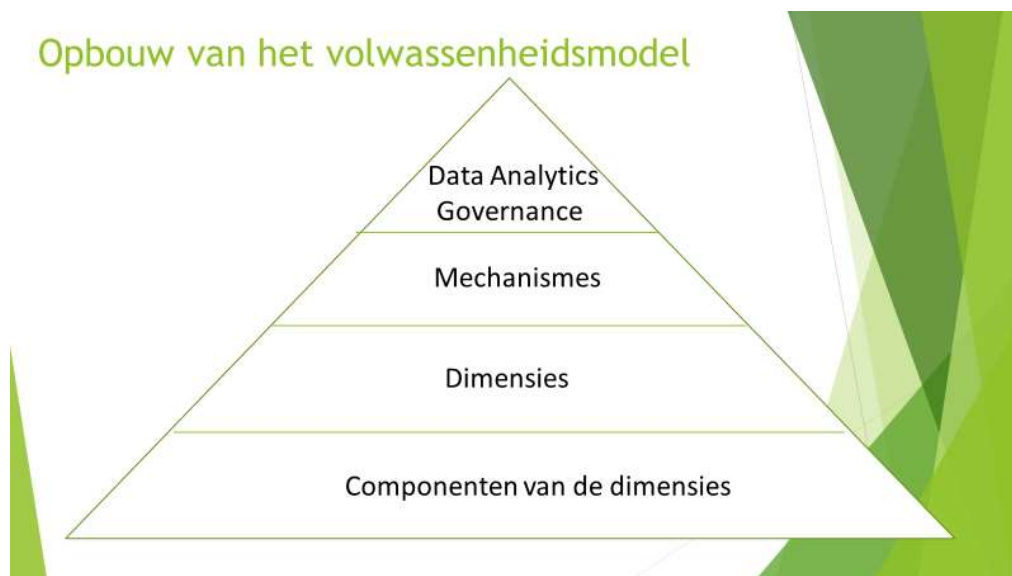 Opbouw van het volwassenheidsmodel
Data Analytics
Governance
Mechanismes
Dimensies
Componenten van de dimensies